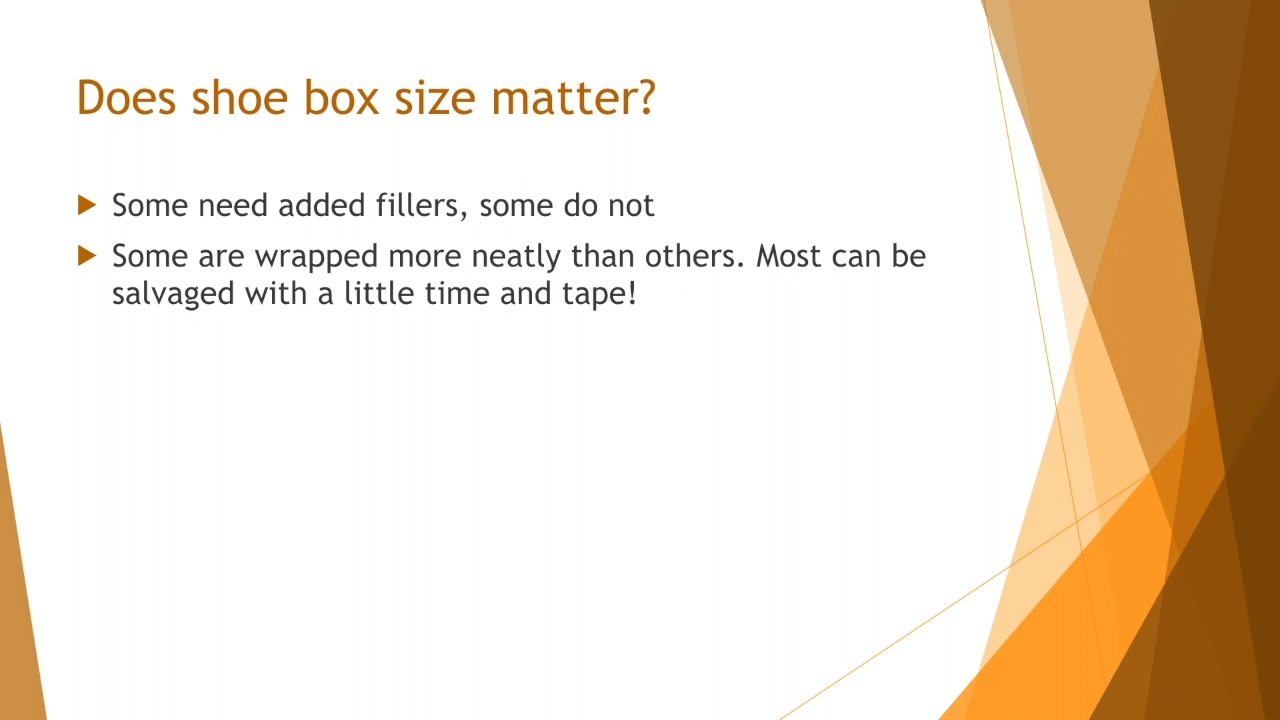 Does shoe box size matter?
Some need added fillers, some do not
Some are wrapped more neatly than others. Most can be
salvaged with a little time and tape!